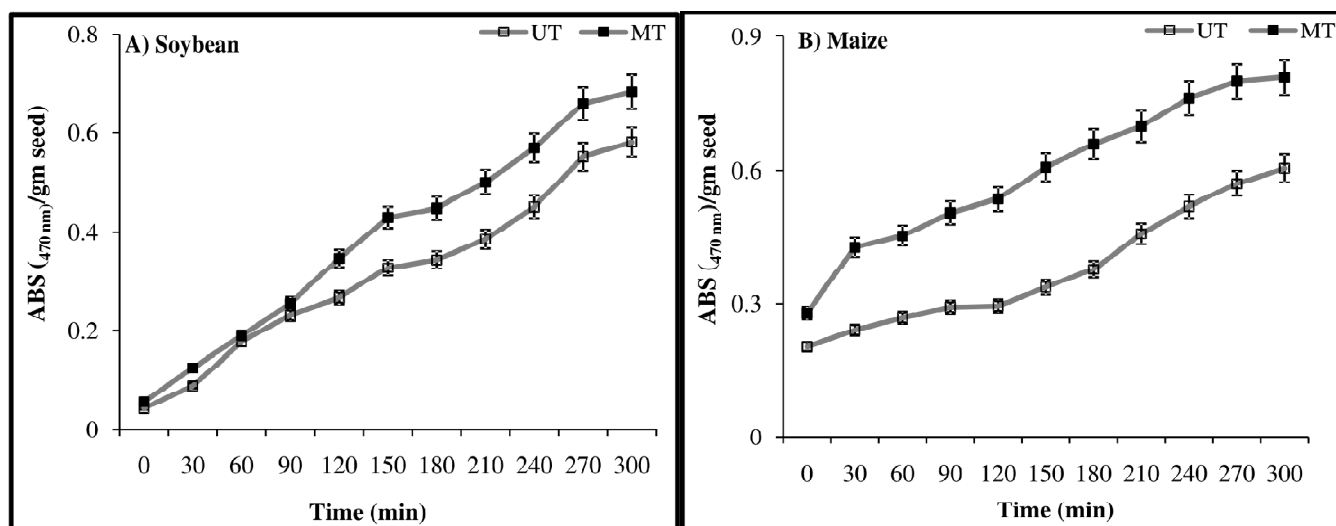 A) Soybean
UT MT
0.8
0.6
0.4
0.2
0
ABS (470 nm)/gm seed
0 30 60 90 120 150 180 210 240 270 300
Time (min)
B) Maize
UT MT
0.9
0.6
0.3
0
ABS (470 nm)/gm seed
0 30 60 90 120 150 180 210 240 270 300
Time (min)